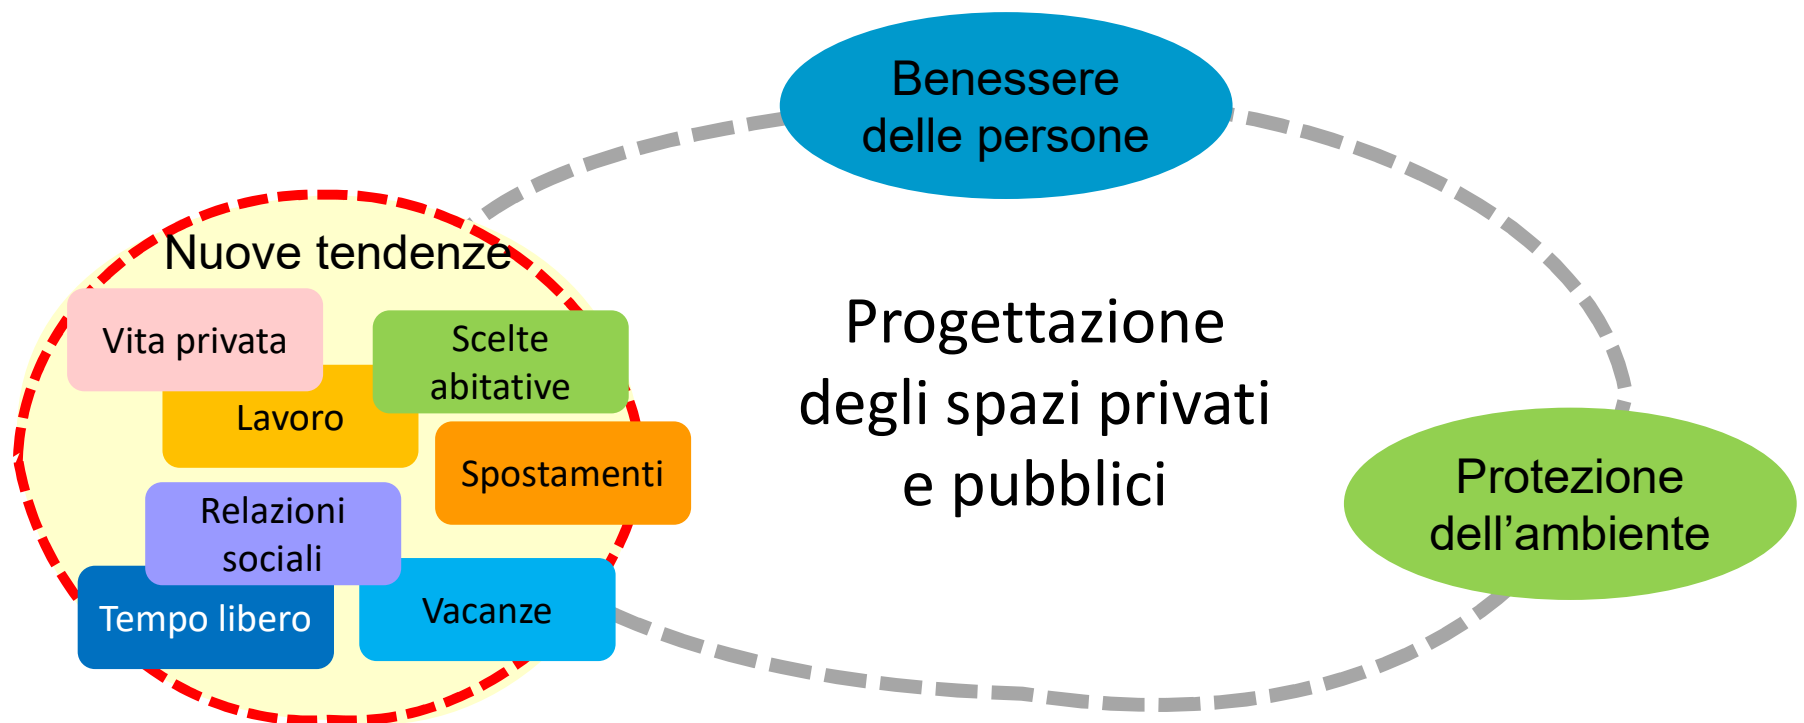 Benessere
delle persone
Nuove tendenze
Vita privata
Scelte
abitative
Lavoro
Spostamenti
Relazioni
sociali
Tempo libero
Vacanze
Progettazione
degli spazi privati
e pubblici
Protezione
dell’ambiente